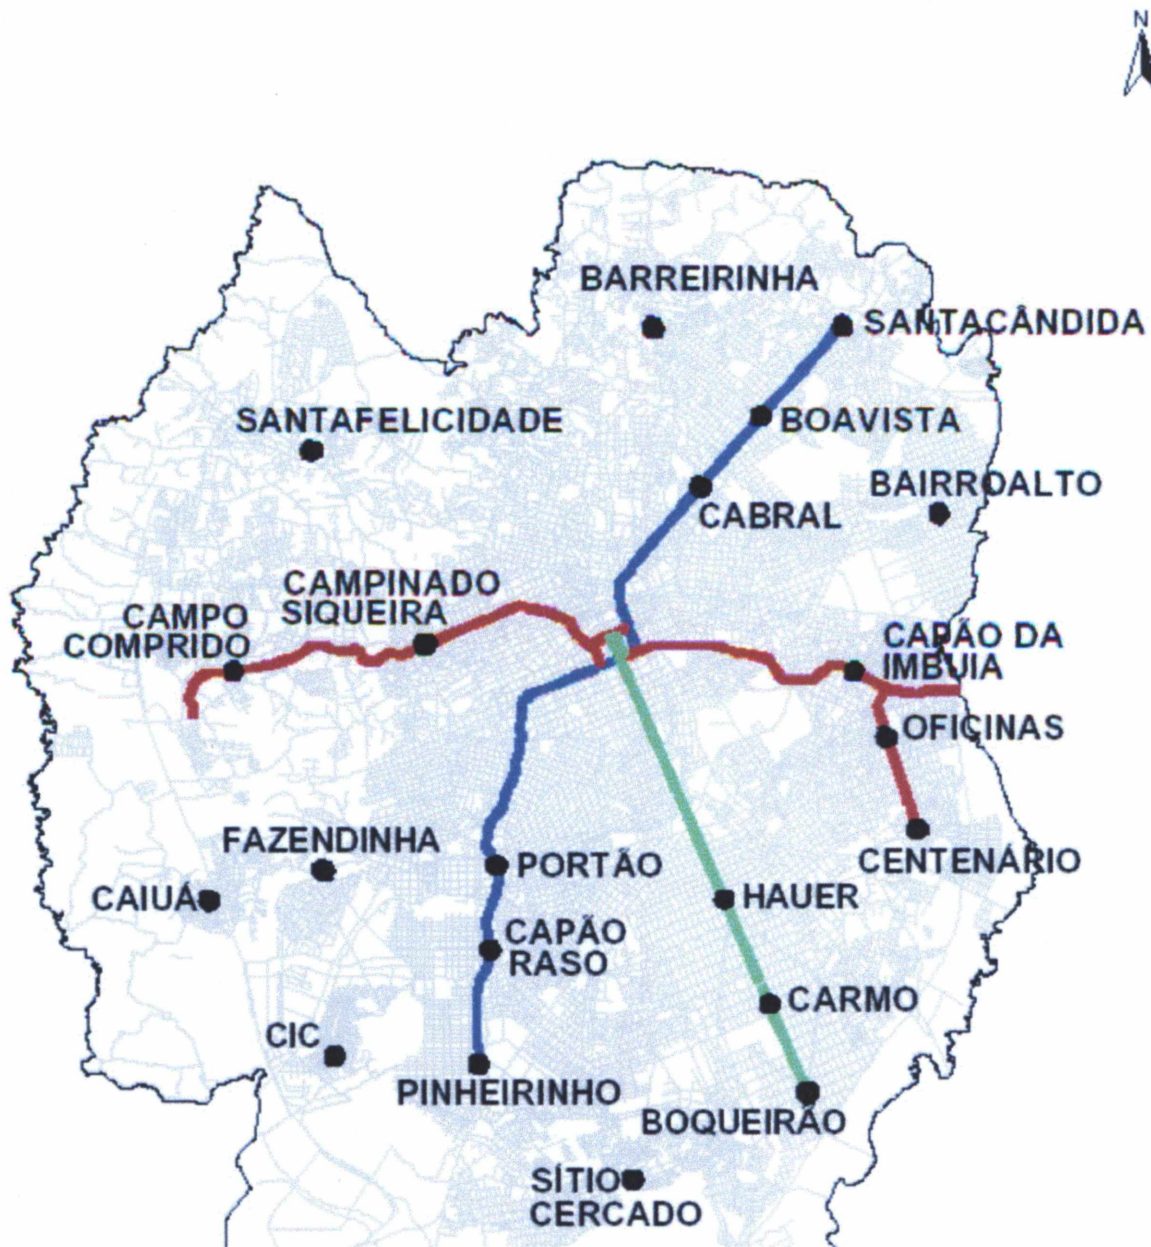 N
BARREIRINHA
SANTACÂNDIDA
SANTAFELICIDADE
BOAVISTA
BAIRROALTO
CABRAL
CAMPINADO
SIQUEIRA
CAMPO
COMPRIDO
CAPÃO DA
IMBUIA
OFICINAS
FAZENDINHA
PORTÃO
CENTENÁRIO
CAIUÁ
HAUER
CAPÃO
RASO
CARMO
CIC
PINHEIRINHO
BOQUEIRÃO
SÍTIO
CERCADO